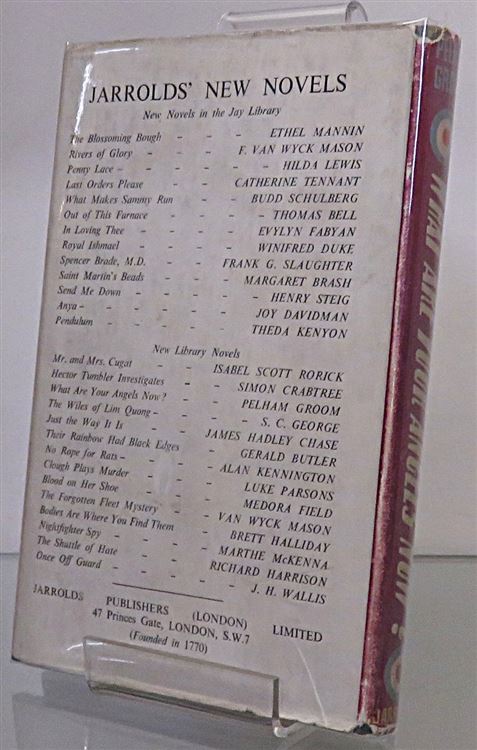 JARROLDS' NEW NOVELS
New Novels in the Jay Library
The Blossoming Bough - - - ETHEL MANNIN
Rivers of Glory - - - F. VAN WYCK MASON
Penny Lace - - - - - HILDA LEWIS
Last Orders Please - - CATHERINE TENNANT
What Makes Sammy Run - - BUDD SCHULBERG
Out of This Furnace - - - THOMAS BELL
In Loving Thee - - - EVYLYN FABYAN
Royal Ishmael - - - WINIFRED DUKE
Spencer Brade, M.D. - - FRANK G. SLAUGHTER
Saint Martin's Beads - - MARGARET BRASH
Send Me Down - - - - HENRY STEIG
Anya - - - - - JOY DAVIDMAN
Pendulum - - - - THEDA KENYON
New Library Novels
Mr. and Mrs. Cugat - - ISABEL SCOTT RORICK
Hector Tumbler Investigates - SIMON CRABTREE
What Are Your Angels Now? - PELHAM GROOM
The Wiles of Lim Quong - - - S. C. GEORGE
Just the Way It Is - - JAMES HADLEY CHASE
Their Rainbow Had Black Edges - GERALD BUTLER
No Rope for Rats - - - ALAN KENNINGTON
Clough Plays Murder - - - LUKE PARSONS
Blood on Her Shoe - - - MEDORA FIELD
The Forgotten Fleet Mystery - VAN WYCK MASON
Bodies Are Where You Find Them - BRETT HALLIDAY
Nightfighter Spy - - - MARTHE McKENNA
The Shuttle of Hate - - RICHARD HARRISON
Once Off Guard - - - - J. H. WALLIS
JARROLDS PUBLISHERS (LONDON) LIMITED
47 Princes Gate, LONDON, S.W.7
(Founded in 1770)
WHAT ARE YOUR ANGELS NOW ?